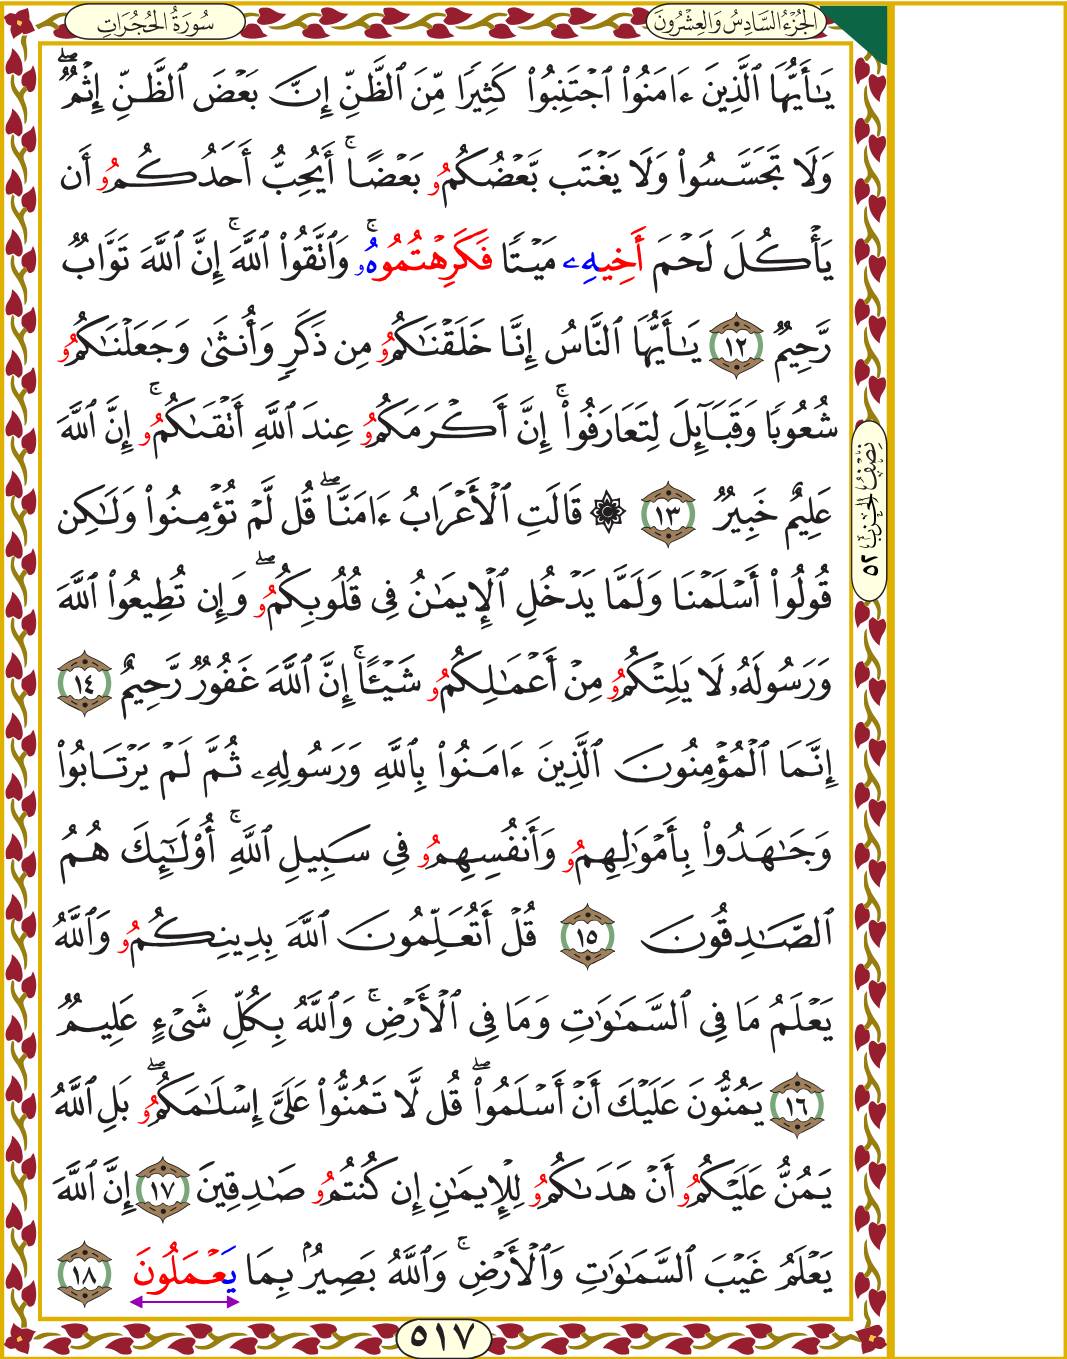 سُورَةُ الحُجُرَاتِ
الجُزْءُ السَّادِسُ وَالعِشْرُونَ
يَـٰٓأَيُّهَا ٱلَّذِينَ ءَامَنُوا۟ ٱجْتَنِبُوا۟ كَثِيرًا مِّنَ ٱلظَّنِّ إِنَّ بَعْضَ ٱلظَّنِّ إِثْمٌ ۖ
وَلَا تَجَسَّسُوا۟ وَلَا يَغْتَب بَّعْضُكُمُۥ بَعْضًا ۚ أَيُحِبُّ أَحَدُكُمُۥ أَن
يَأْكُلَ لَحْمَ أَخِيهِۦ مَيْتًا فَكَرِهْتُمُوهُۥ ۚ وَٱتَّقُوا۟ ٱللَّهَ ۚ إِنَّ ٱللَّهَ تَوَّابٌ
رَّحِيمٌ ١٢ يَـٰٓأَيُّهَا ٱلنَّاسُ إِنَّا خَلَقْنَـٰكُمُۥ مِن ذَكَرٍ وَأُنثَىٰ وَجَعَلْنَـٰكُمُۥ
شُعُوبًا وَقَبَآئِلَ لِتَعَارَفُوٓا۟ ۚ إِنَّ أَكْرَمَكُمُۥ عِندَ ٱللَّهِ أَتْقَىٰكُمُۥ ۚ إِنَّ ٱللَّهَ
عَلِيمٌ خَبِيرٌ ١٣ ۞ قَالَتِ ٱلْأَعْرَابُ ءَامَنَّا ۖ قُل لَّمْ تُؤْمِنُوا۟ وَلَـٰكِن
قُولُوٓا۟ أَسْلَمْنَا وَلَمَّا يَدْخُلِ ٱلْإِيمَـٰنُ فِى قُلُوبِكُمُۥ ۖ وَإِن تُطِيعُوا۟ ٱللَّهَ
وَرَسُولَهُۥ لَا يَلِتْكُمُۥ مِنْ أَعْمَـٰلِكُمُۥ شَيْـًٔا ۚ إِنَّ ٱللَّهَ غَفُورٌ رَّحِيمٌ ١٤
إِنَّمَا ٱلْمُؤْمِنُونَ ٱلَّذِينَ ءَامَنُوا۟ بِٱللَّهِ وَرَسُولِهِۦ ثُمَّ لَمْ يَرْتَابُوا۟
وَجَـٰهَدُوا۟ بِأَمْوَٰلِهِمُۥ وَأَنفُسِهِمُۥ فِى سَبِيلِ ٱللَّهِ ۚ أُو۟لَـٰٓئِكَ هُمُ
ٱلصَّـٰدِقُونَ ١٥ قُلْ أَتُعَلِّمُونَ ٱللَّهَ بِدِينِكُمُۥ وَٱللَّهُ
يَعْلَمُ مَا فِى ٱلسَّمَـٰوَٰتِ وَمَا فِى ٱلْأَرْضِ ۚ وَٱللَّهُ بِكُلِّ شَىْءٍ عَلِيمٌ
١٦ يَمُنُّونَ عَلَيْكَ أَنْ أَسْلَمُوا۟ ۖ قُل لَّا تَمُنُّوا۟ عَلَىَّ إِسْلَـٰمَكُمُۥ ۖ بَلِ ٱللَّهُ
يَمُنُّ عَلَيْكُمُۥ أَنْ هَدَىٰكُمُۥ لِلْإِيمَـٰنِ إِن كُنتُمُۥ صَـٰدِقِينَ ١٧ إِنَّ ٱللَّهَ
يَعْلَمُ غَيْبَ ٱلسَّمَـٰوَٰتِ وَٱلْأَرْضِ ۚ وَٱللَّهُ بَصِيرٌۢ بِمَا يَعْمَلُونَ ١٨
نِصْفُ الحِزْبِ ٥٢
٥١٧